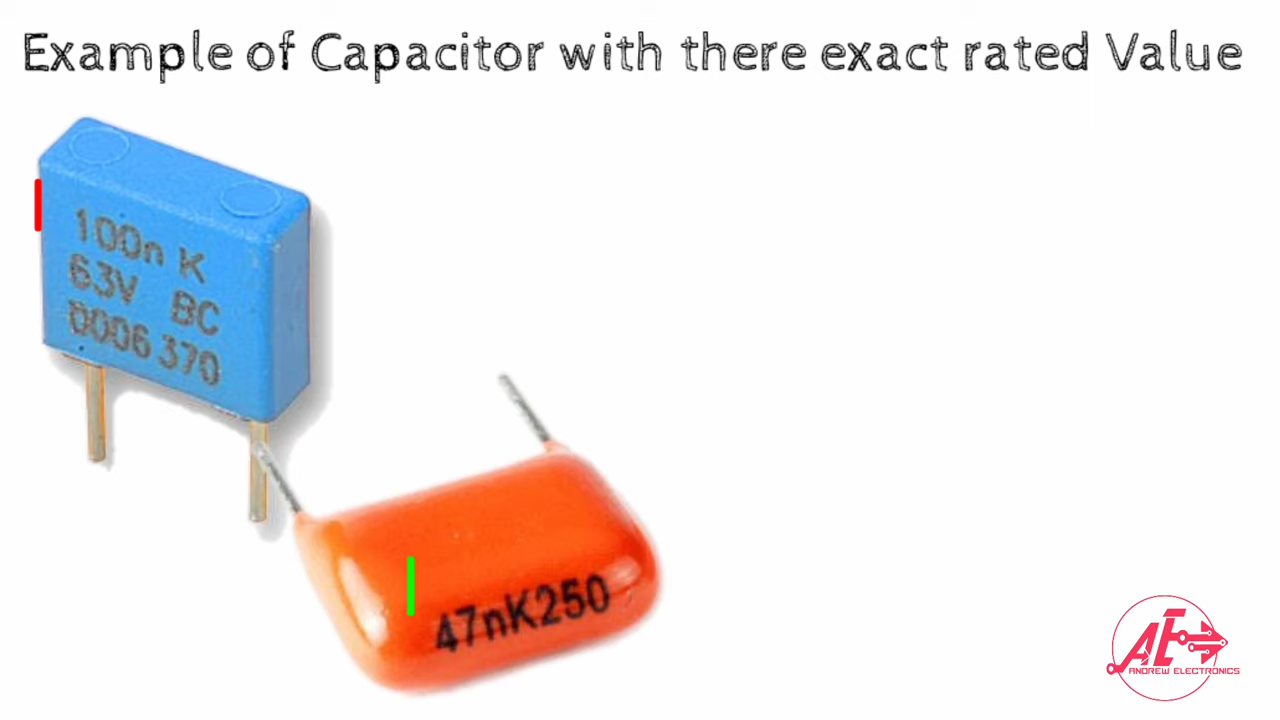 Example of Capacitor with there exact rated Value
100n K
63V BC
0006 370
47nK250
AE
ANDREW ELECTRONICS